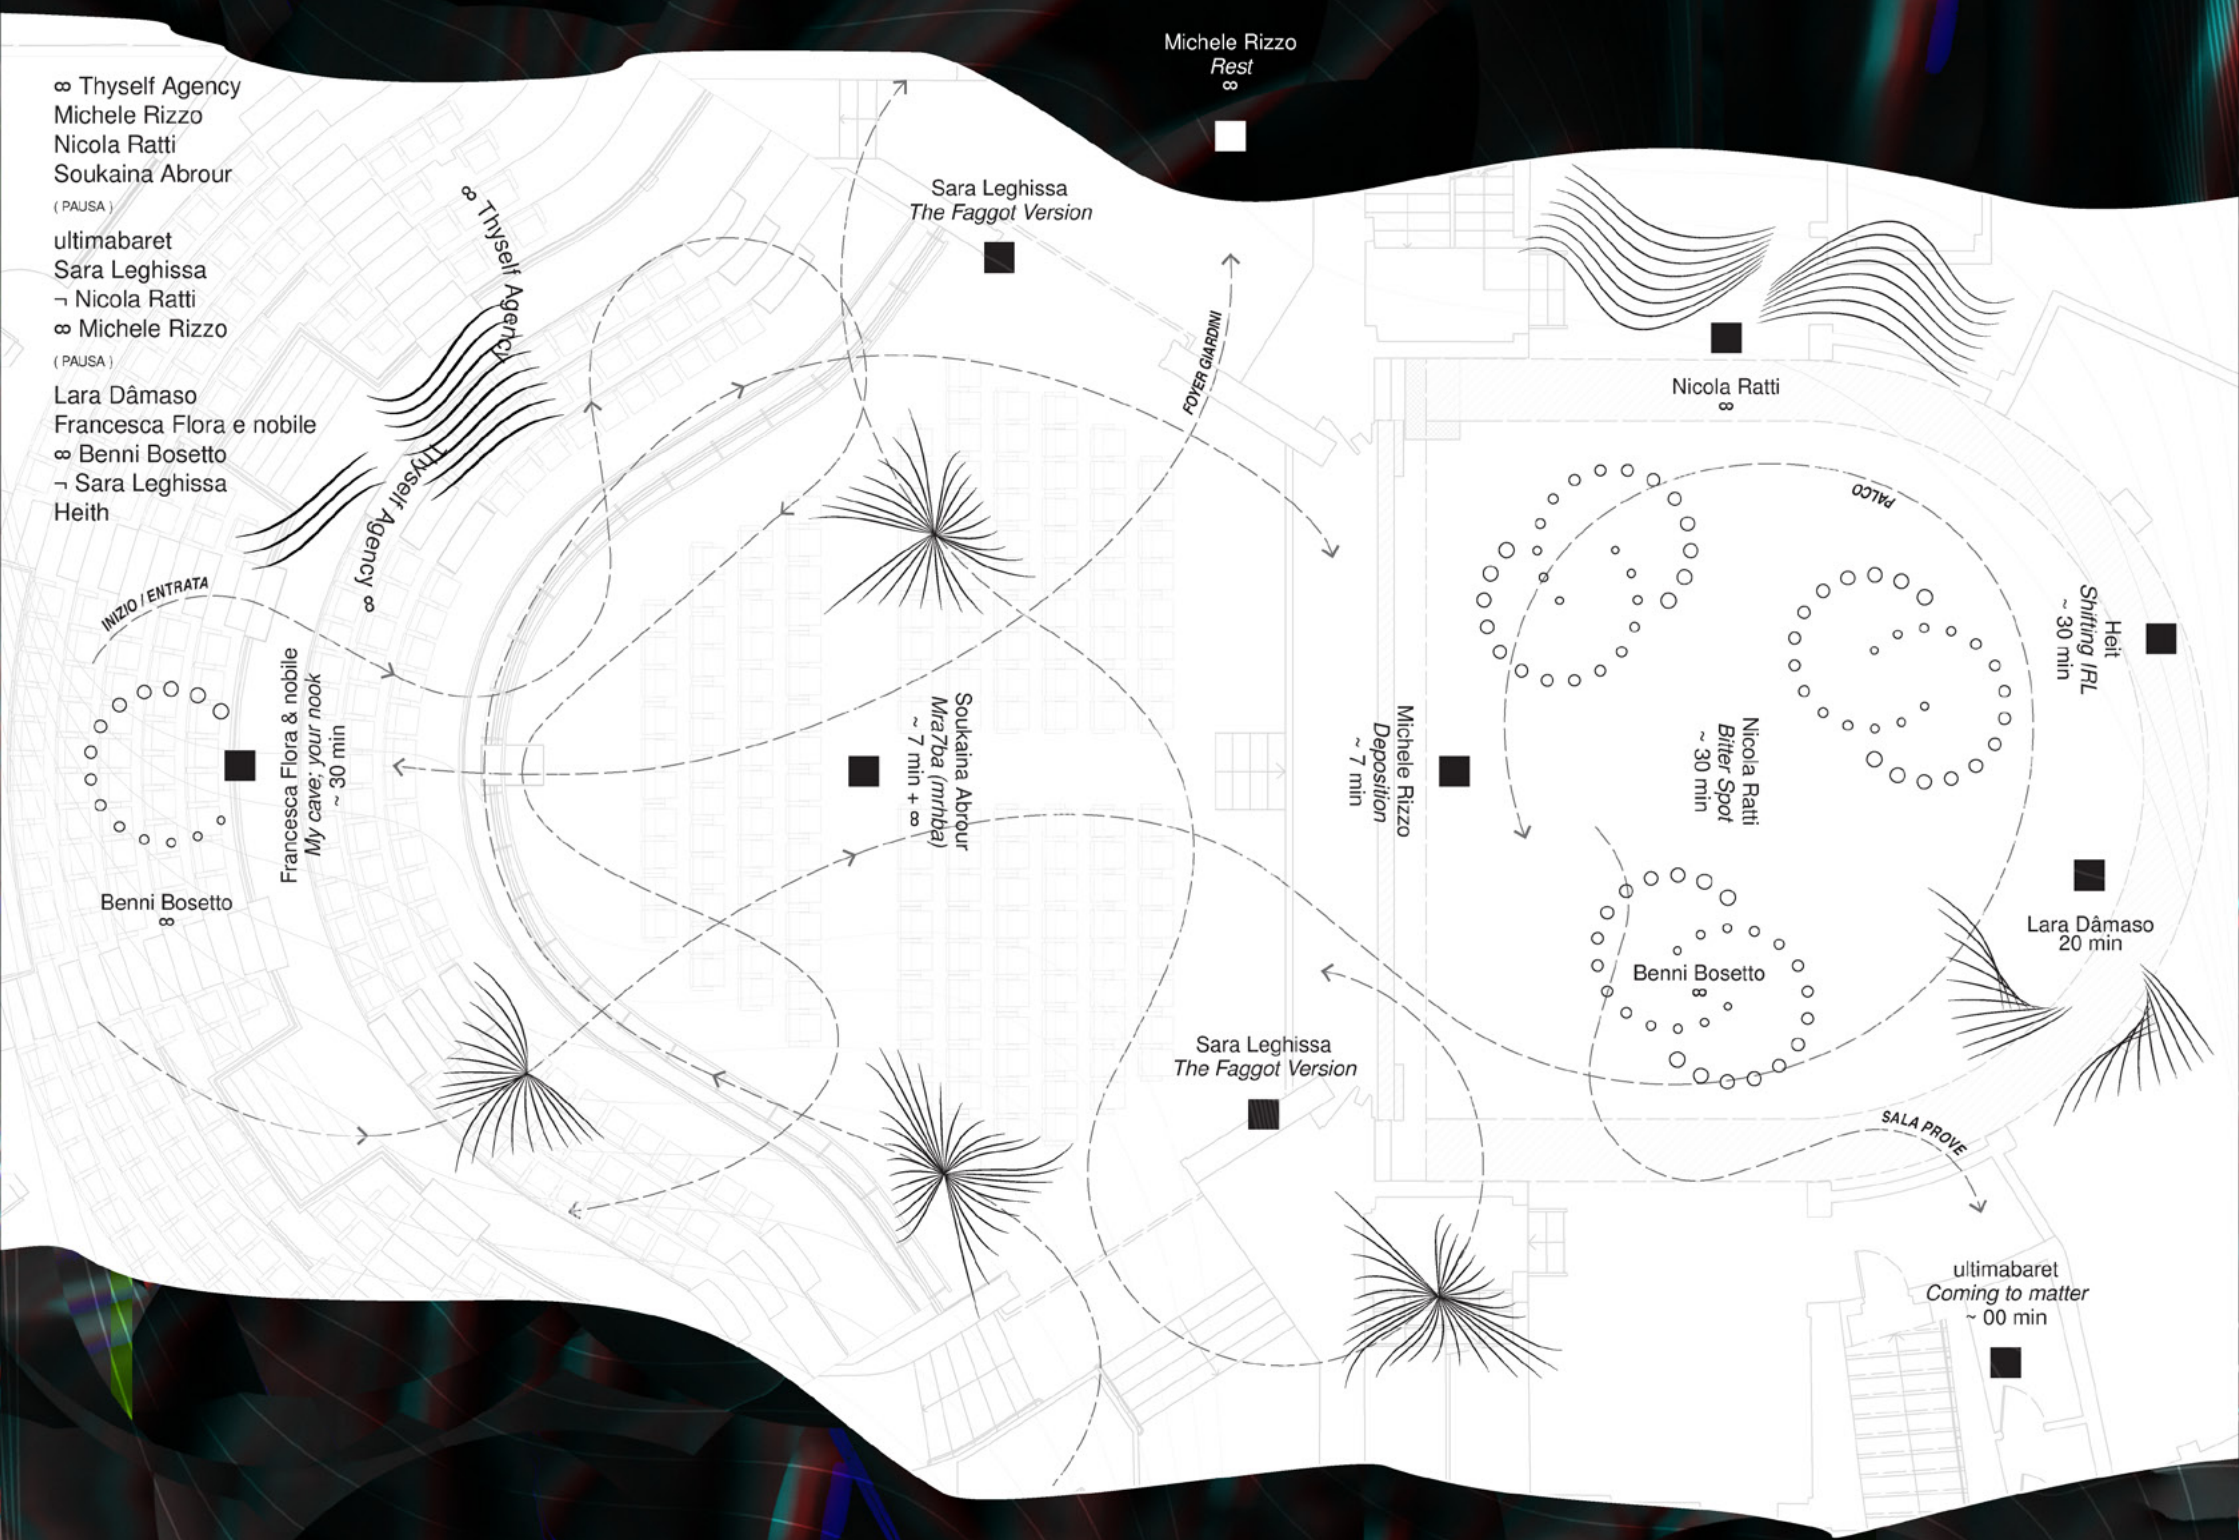 ∞ Thyself Agency
Michele Rizzo
Nicola Ratti
Soukaina Abrour
( PAUSA )
ultimabaret
Sara Leghissa
¬ Nicola Ratti
∞ Michele Rizzo
( PAUSA )
Lara Dâmaso
Francesca Flora e nobile
∞ Benni Bosetto
¬ Sara Leghissa
Heith
Michele Rizzo
Rest
∞
∞ Thyself Agency
Thyself Agency ∞
INIZIO / ENTRATA
Sara Leghissa
The Faggot Version
FOYER GIARDINI
Nicola Ratti
∞
PALCO
Francesca Flora & nobile
My cave; your nook
~ 30 min
Benni Bosetto
∞
Soukaina Abrour
Mra7ba (mrhba)
~ 7 min + ∞
Michele Rizzo
Deposition
~ 7 min
Nicola Ratti
Bitter Spot
~ 30 min
Heit
Shifting IRL
~ 30 min
Lara Dâmaso
20 min
Benni Bosetto
∞
Sara Leghissa
The Faggot Version
SALA PROVE
ultimabaret
Coming to matter
~ 00 min